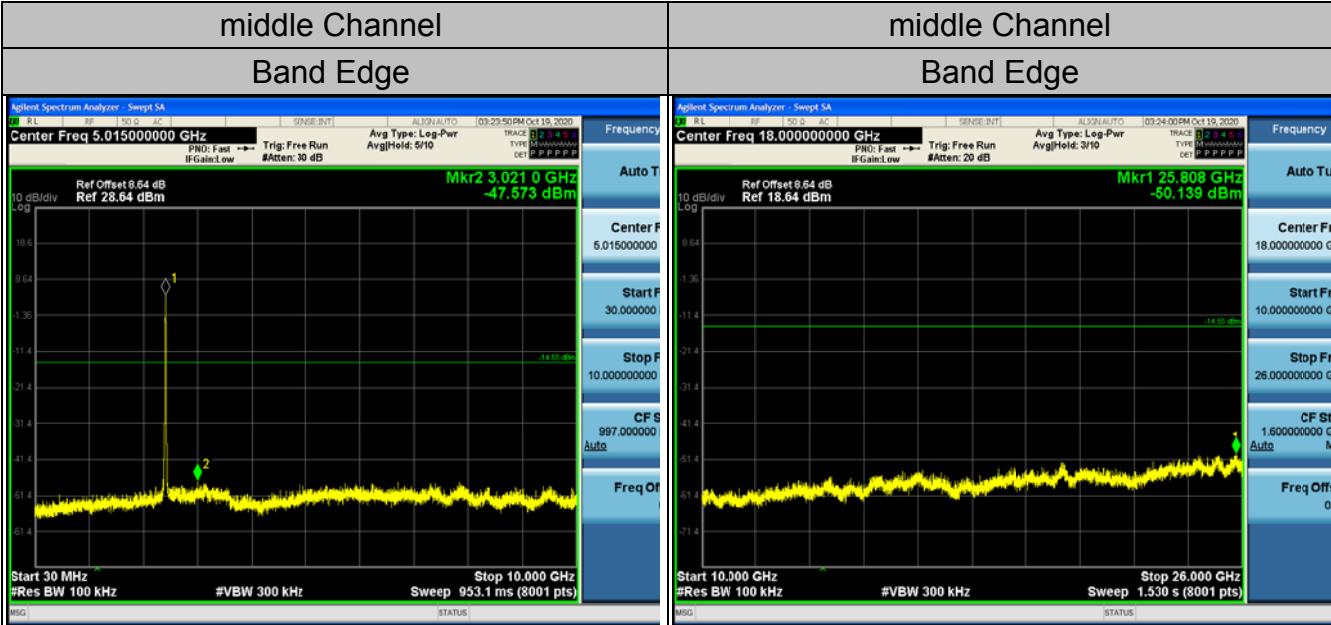 middle Channel
Band Edge
Agilent Spectrum Analyzer - Swept SA
RL RF 50 Ω AC SENSE:INT ALIGNAUTO 03:23:50 PM Oct 19, 2020
Center Freq 5.015000000 GHz
PNO: Fast
IFGain:Low
Trig: Free Run
#Atten: 30 dB
Avg Type: Log-Pwr
Avg|Hold: 5/10
TRACE 1 2 3 4 5 6
TYPE M
DET P P P P P P
Mkr2 3.021 0 GHz
-47.573 dBm
Ref Offset 8.64 dB
10 dB/div Ref 28.64 dBm
Log
18.6
8.64
-1.36
-11.4
-21.4
-31.4
-41.4
-51.4
-61.4
1
2
-14.55 dBm
Start 30 MHz
Stop 10.000 GHz
#Res BW 100 kHz
#VBW 300 kHz
Sweep 953.1 ms (8001 pts)
MSG
STATUS
Frequency
Auto T
Center F
5.015000000
Start F
30.000000
Stop F
10.000000000
CF S
997.000000
Auto
Freq Of
middle Channel
Band Edge
Agilent Spectrum Analyzer - Swept SA
RL RF 50 Ω AC SENSE:INT ALIGNAUTO 03:24:00 PM Oct 19, 2020
Center Freq 18.000000000 GHz
PNO: Fast
IFGain:Low
Trig: Free Run
#Atten: 20 dB
Avg Type: Log-Pwr
Avg|Hold: 3/10
TRACE 1 2 3 4 5 6
TYPE M
DET P P P P P P
Mkr1 25.808 GHz
-50.139 dBm
Ref Offset 8.64 dB
10 dB/div Ref 18.64 dBm
Log
8.64
-1.36
-11.4
-21.4
-31.4
-41.4
-51.4
-61.4
-71.4
-14.55 dBm
1
Start 10.000 GHz
Stop 26.000 GHz
#Res BW 100 kHz
#VBW 300 kHz
Sweep 1.530 s (8001 pts)
MSG
STATUS
Frequency
Auto Tu
Center Fr
18.000000000 G
Start Fr
10.000000000 G
Stop Fr
26.000000000 G
CF St
1.600000000 G
Auto M
Freq Off
0